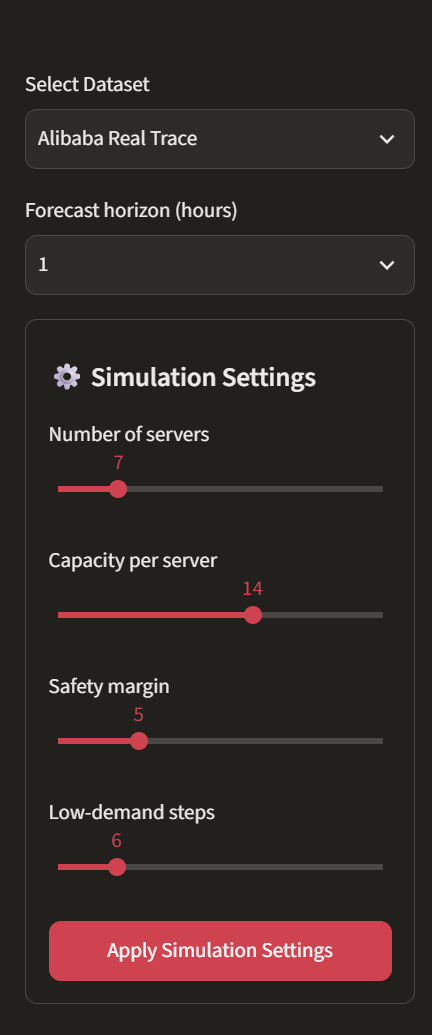 Select Dataset
Alibaba Real Trace
Forecast horizon (hours)
1
Simulation Settings
Number of servers
7
Capacity per server
14
Safety margin
5
Low-demand steps
6
Apply Simulation Settings